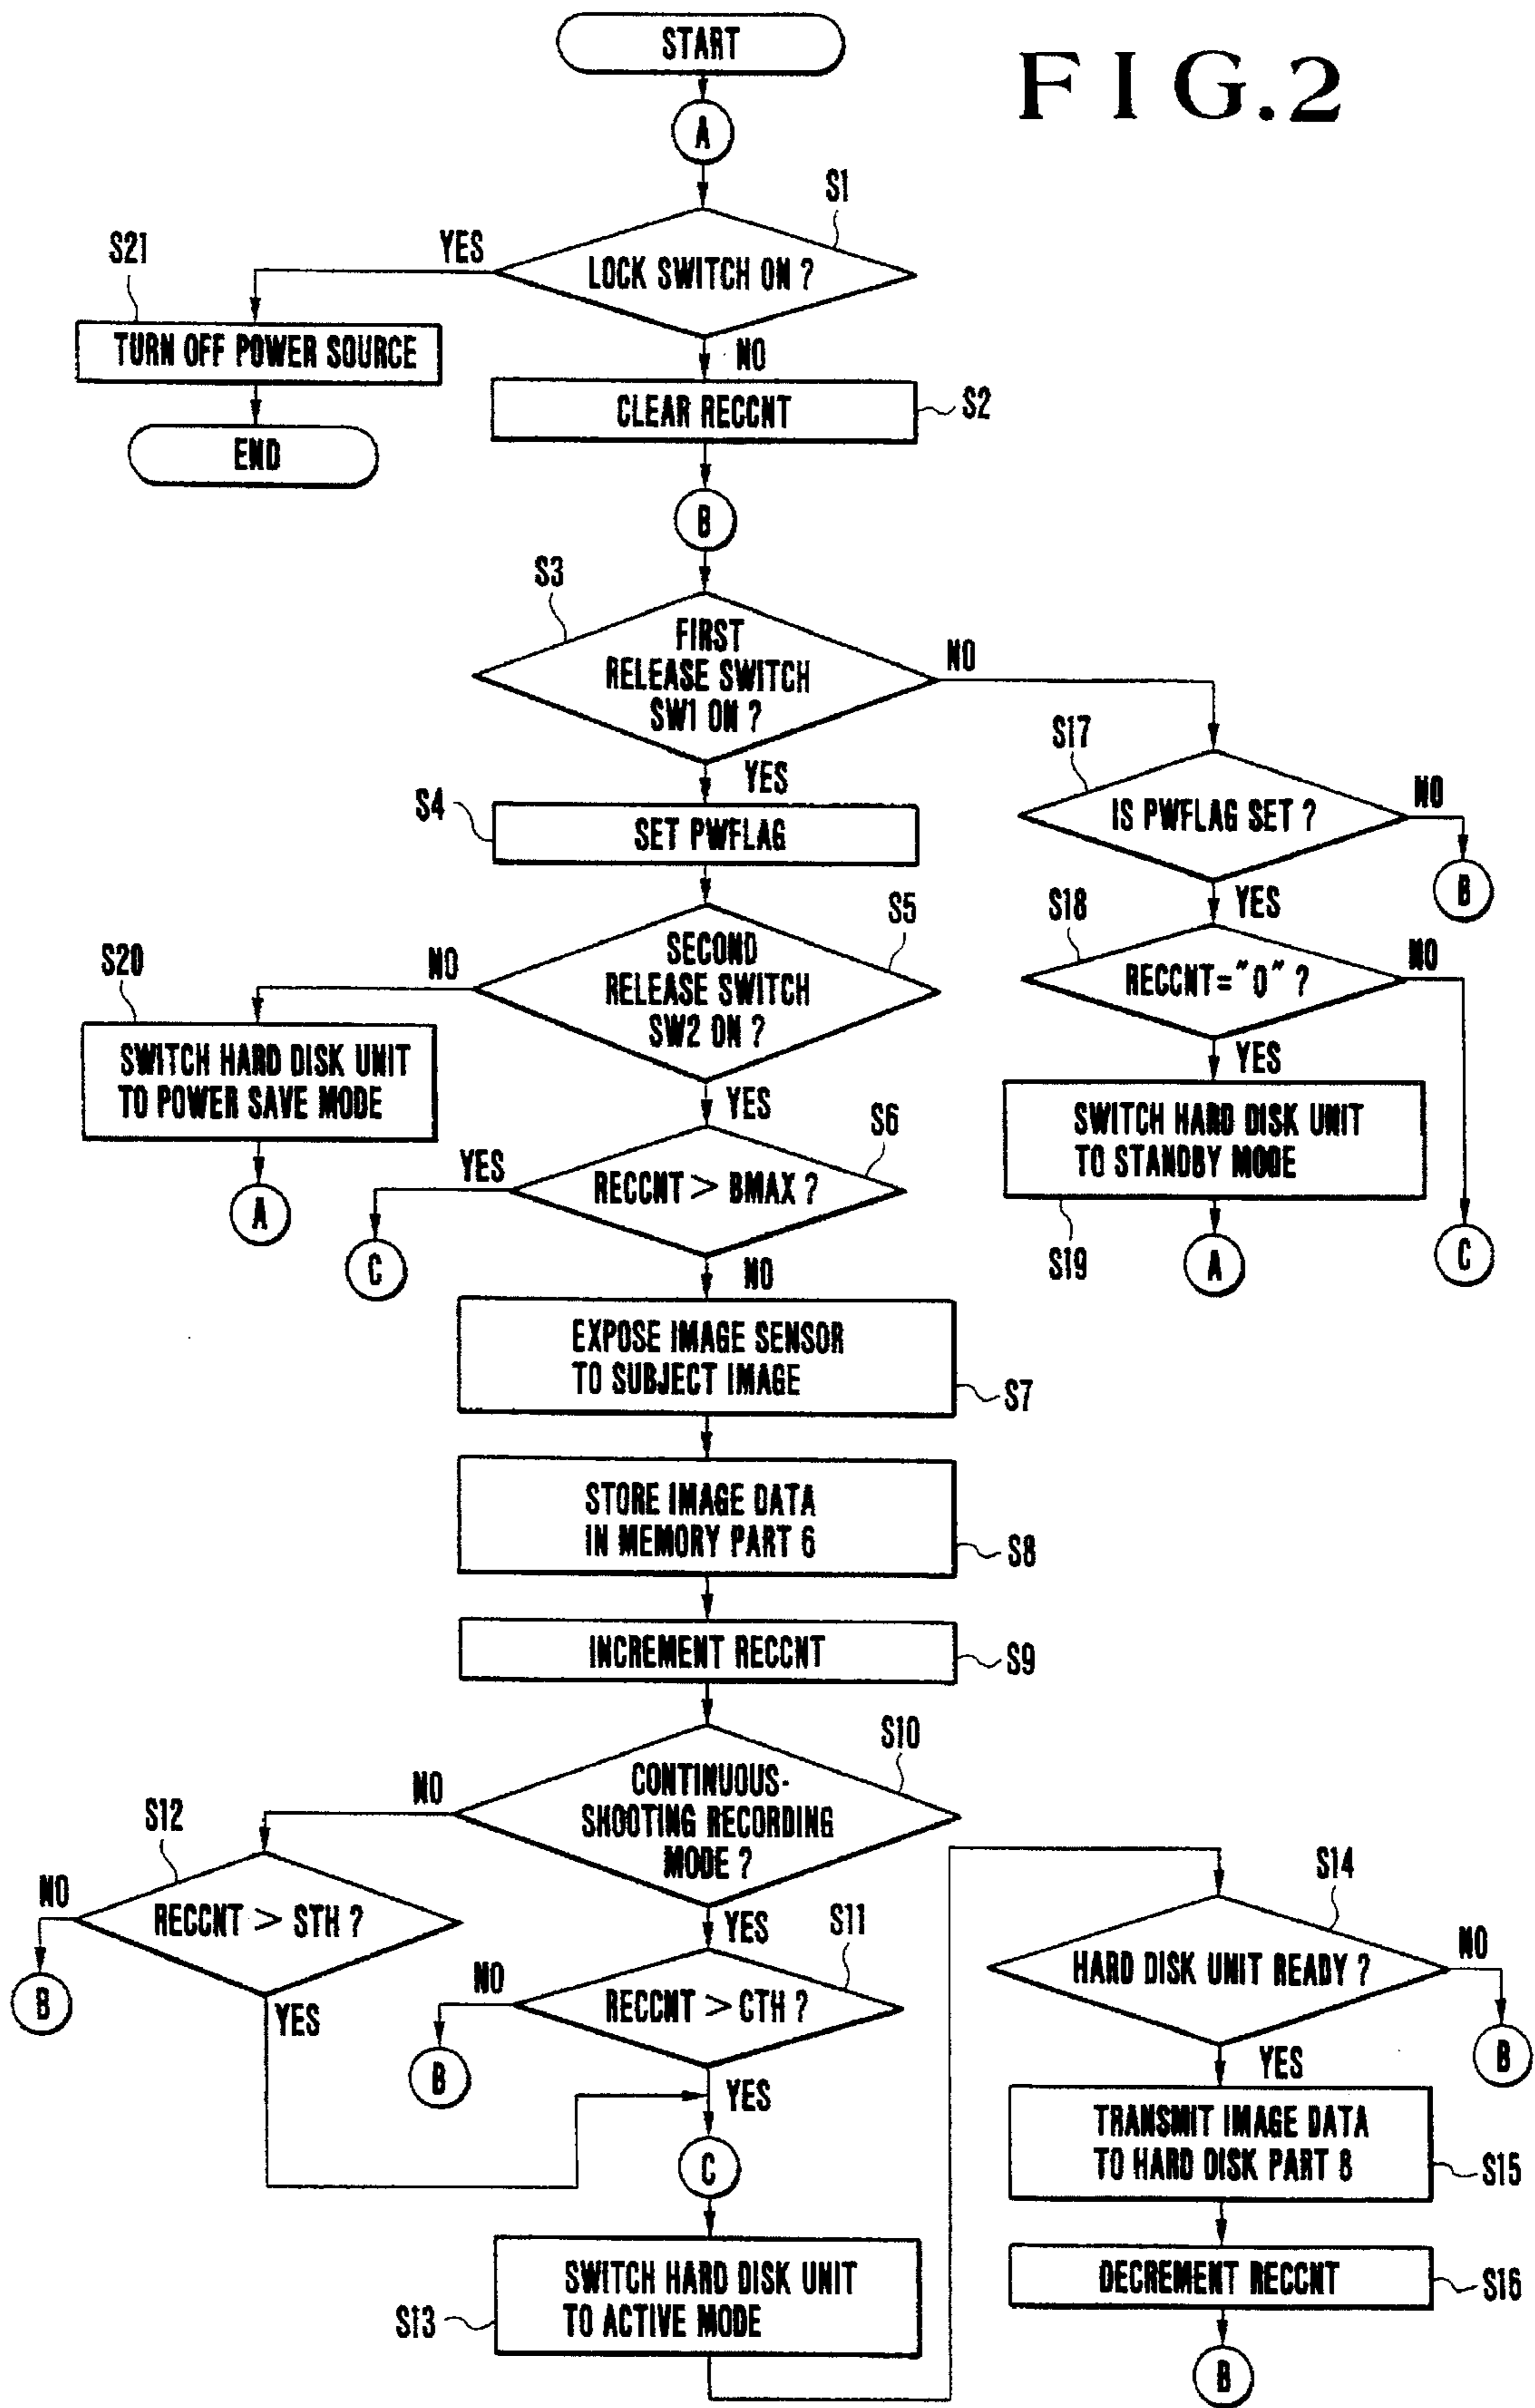 FIG.2
START
A
S1
LOCK SWITCH ON ?
YES
S21
TURN OFF POWER SOURCE
END
NO
CLEAR RECCNT
S2
B
S3
FIRST
RELEASE SWITCH
SW1 ON ?
NO
YES
S4
SET PWFLAG
S17
IS PWFLAG SET ?
NO
B
YES
S18
RECCNT="0" ?
NO
C
YES
SWITCH HARD DISK UNIT
TO STANDBY MODE
S19
A
S5
SECOND
RELEASE SWITCH
SW2 ON ?
NO
S20
SWITCH HARD DISK UNIT
TO POWER SAVE MODE
A
YES
S6
RECCNT > BMAX ?
YES
C
NO
EXPOSE IMAGE SENSOR
TO SUBJECT IMAGE
S7
STORE IMAGE DATA
IN MEMORY PART 6
S8
INCREMENT RECCNT
S9
S10
CONTINUOUS-
SHOOTING RECORDING
MODE ?
NO
S12
RECCNT > STH ?
NO
B
YES
YES
S11
RECCNT > CTH ?
NO
B
YES
C
SWITCH HARD DISK UNIT
TO ACTIVE MODE
S13
S14
HARD DISK UNIT READY ?
NO
B
YES
TRANSMIT IMAGE DATA
TO HARD DISK PART 8
S15
DECREMENT RECCNT
S16
B